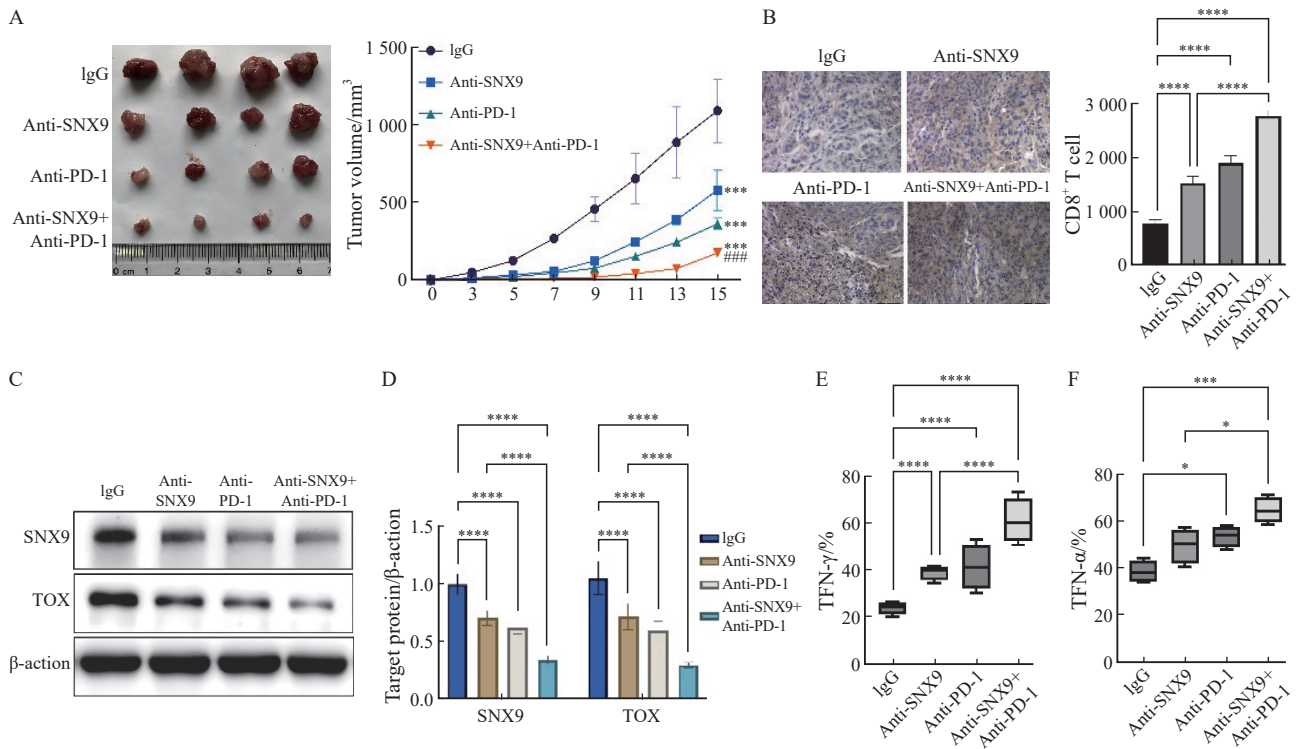 A
IgG
Anti-SNX9
Anti-PD-1
Anti-SNX9+
Anti-PD-1
0 cm 1 2 3 4 5 6 7
Tumor volume/mm³
1 500
1 000
500
0
0 3 5 7 9 11 13 15
IgG
Anti-SNX9
Anti-PD-1
Anti-SNX9+Anti-PD-1
***
***
***
###
B
IgG
Anti-SNX9
Anti-PD-1
Anti-SNX9+Anti-PD-1
CD8⁺ T cell
3 000
2 000
1 000
0
****
****
**** ****
IgG
Anti-SNX9
Anti-PD-1
Anti-SNX9+
Anti-PD-1
C
IgG
Anti-
SNX9
Anti-
PD-1
Anti-SNX9+
Anti-PD-1
SNX9
TOX
β-action
D
Target protein/β-action
1.5
1.0
0.5
0.0
**** ****
**** ****
**** ****
**** ****
SNX9 TOX
IgG
Anti-SNX9
Anti-PD-1
Anti-SNX9+
Anti-PD-1
E
TFN-γ/%
80
60
40
20
0
****
****
**** ****
IgG
Anti-SNX9
Anti-PD-1
Anti-SNX9+
Anti-PD-1
F
TFN-α/%
80
60
40
20
0
***
*
*
IgG
Anti-SNX9
Anti-PD-1
Anti-SNX9+
Anti-PD-1